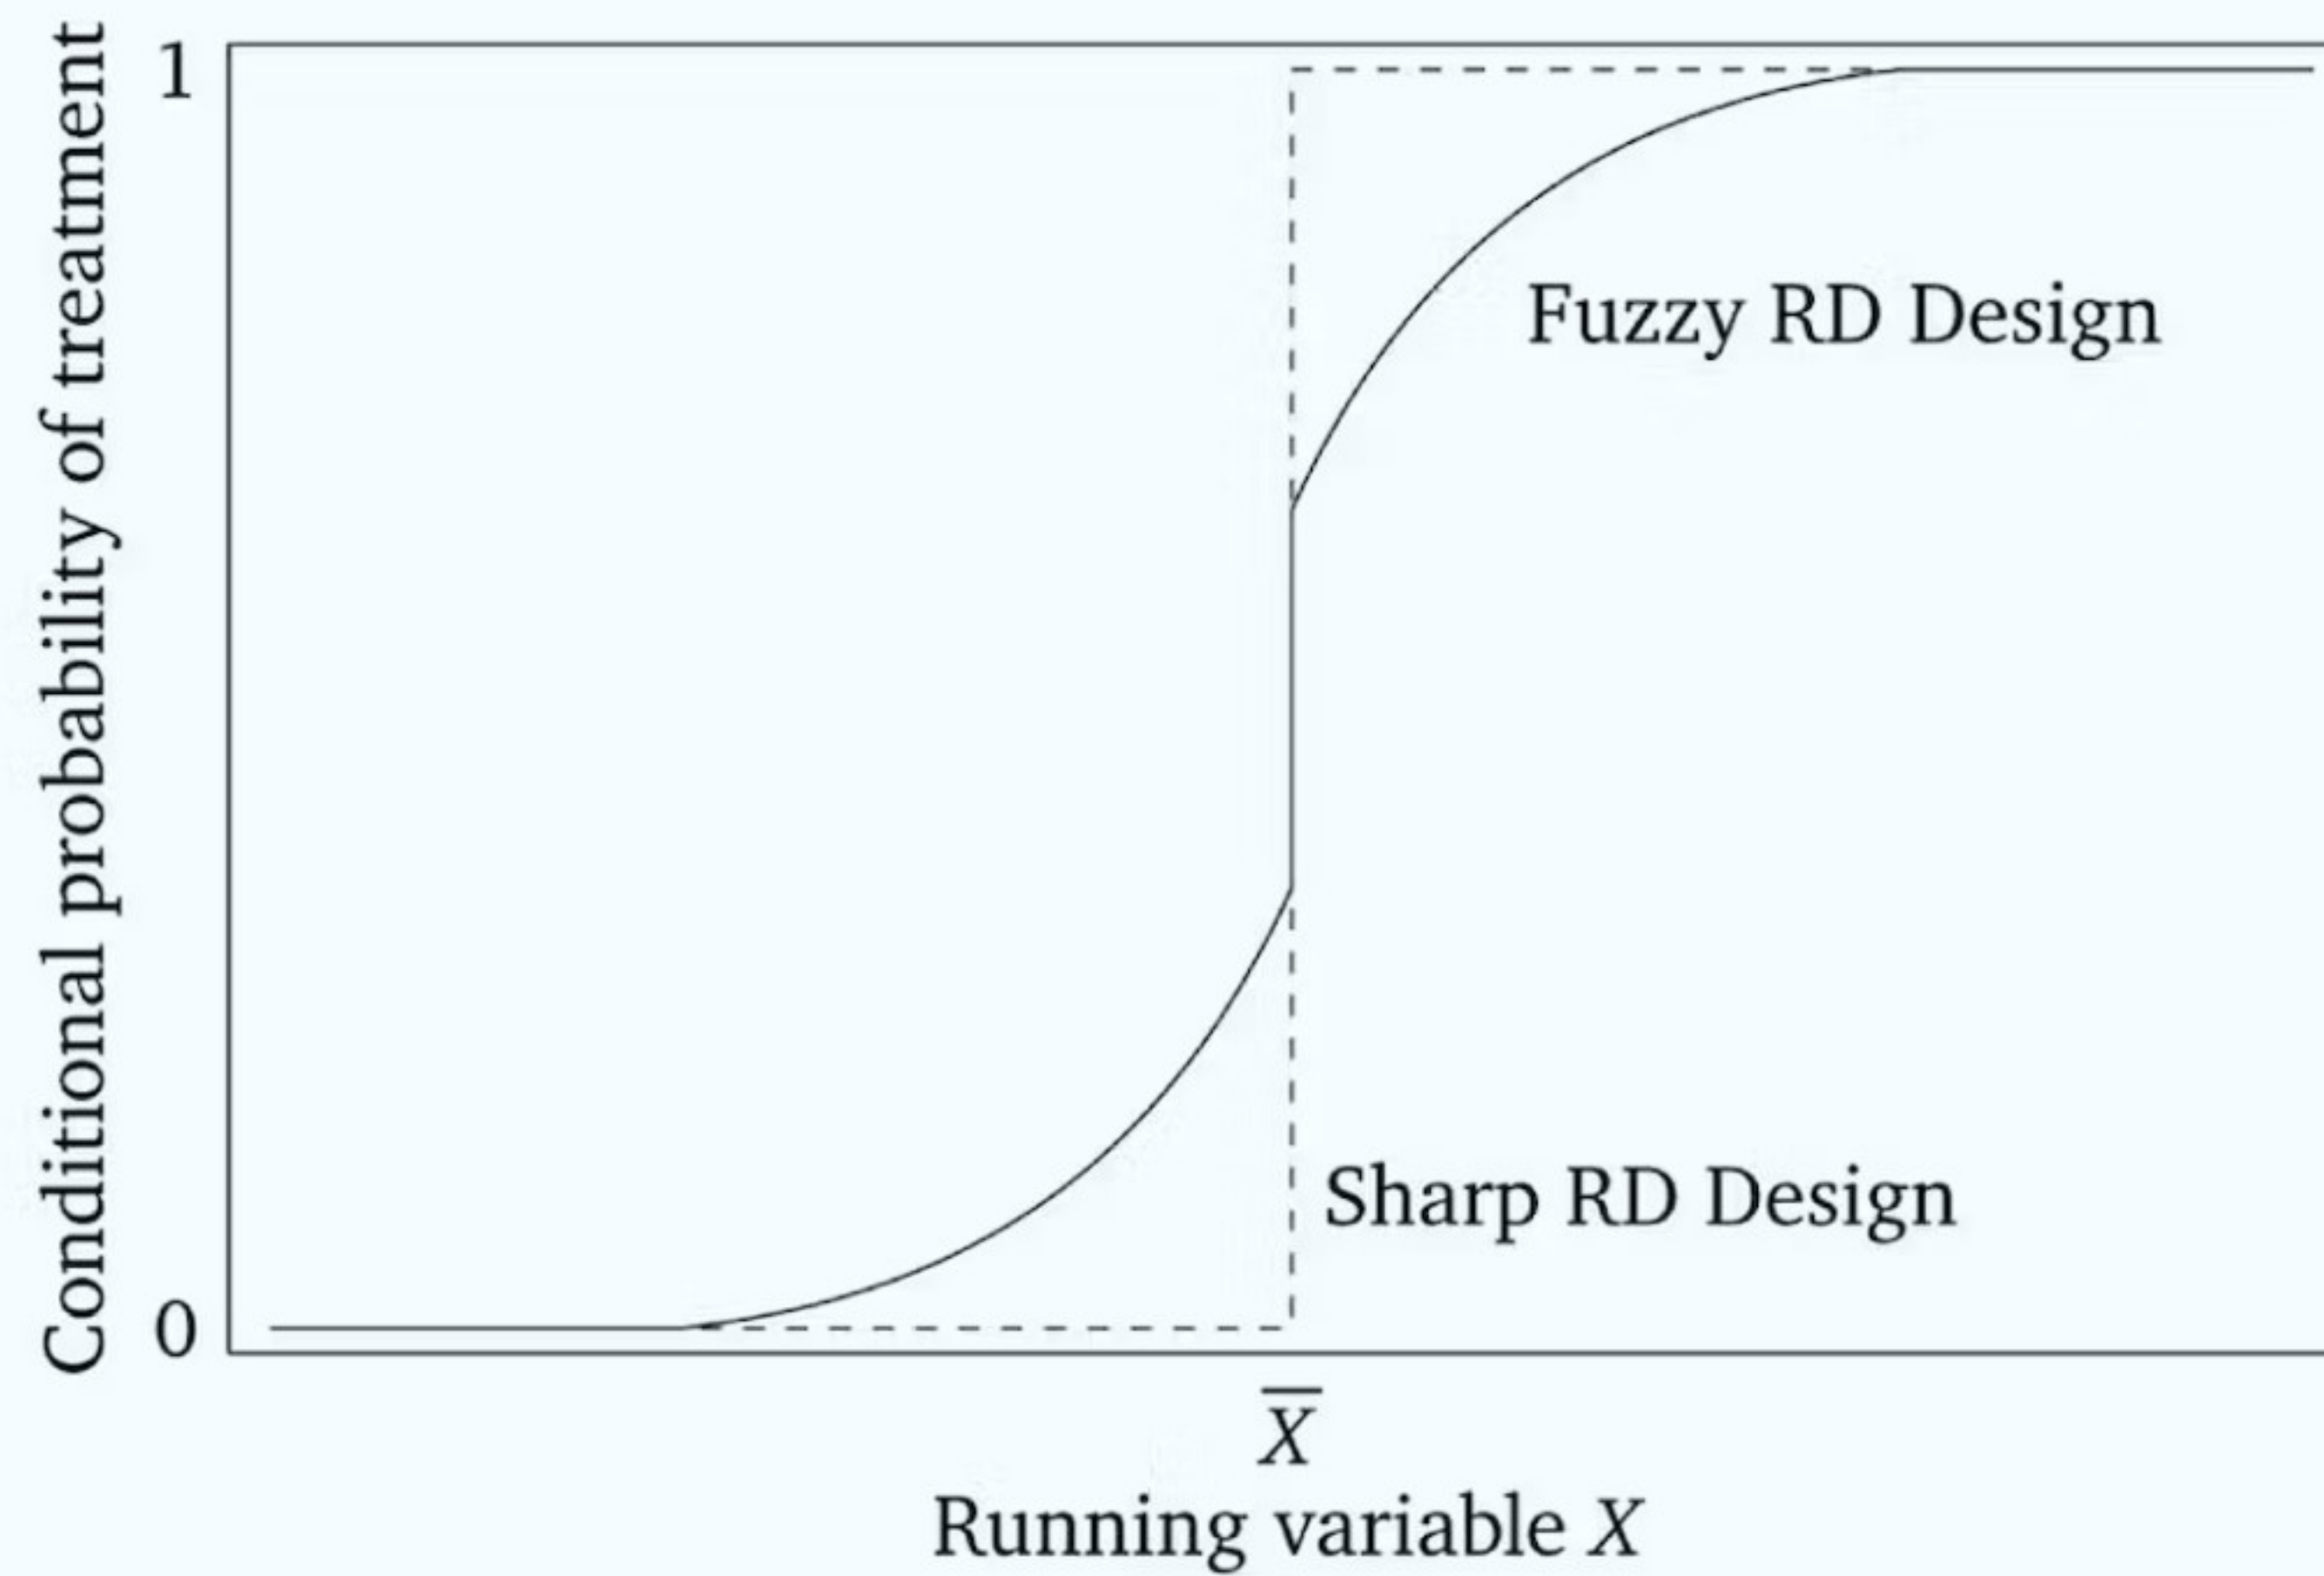 Conditional probability of treatment
1
Fuzzy RD Design
Sharp RD Design
0
X̅
Running variable X